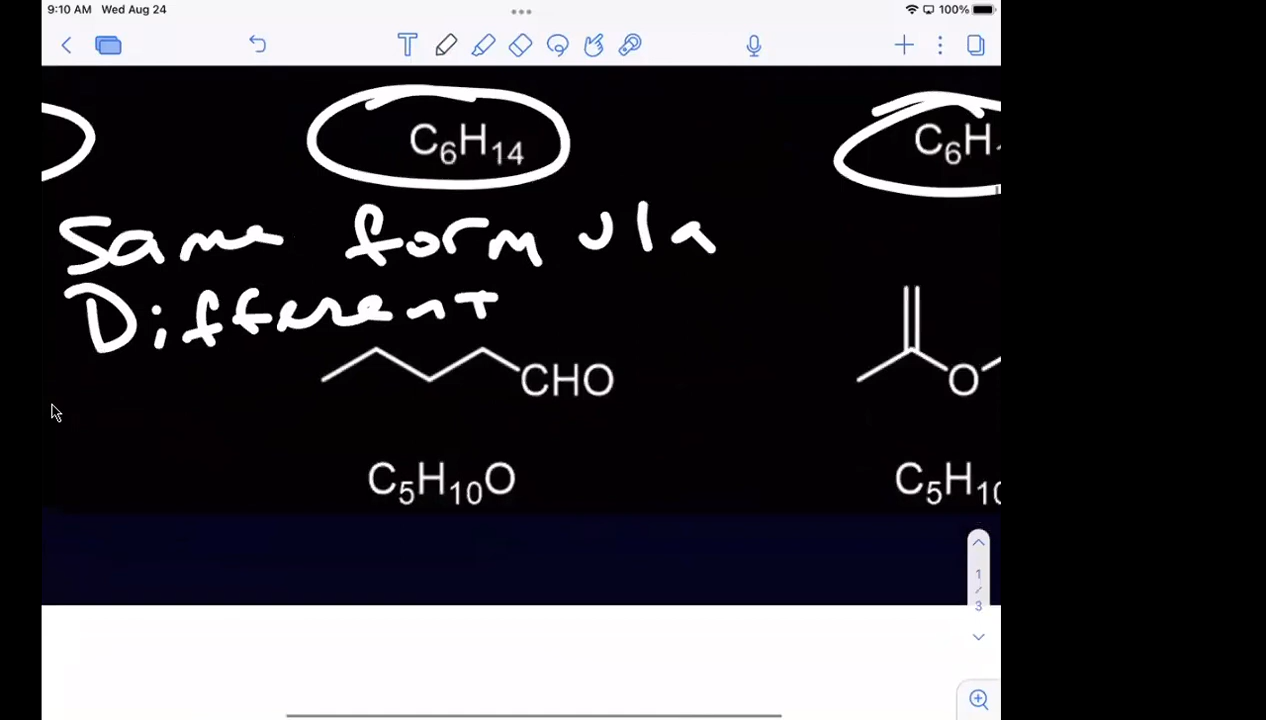 9:10 AM Wed Aug 24
100%
T
C6H14
C6H
Same formula
Different
CHO
O
C5H10O
C5H10
1
/
3